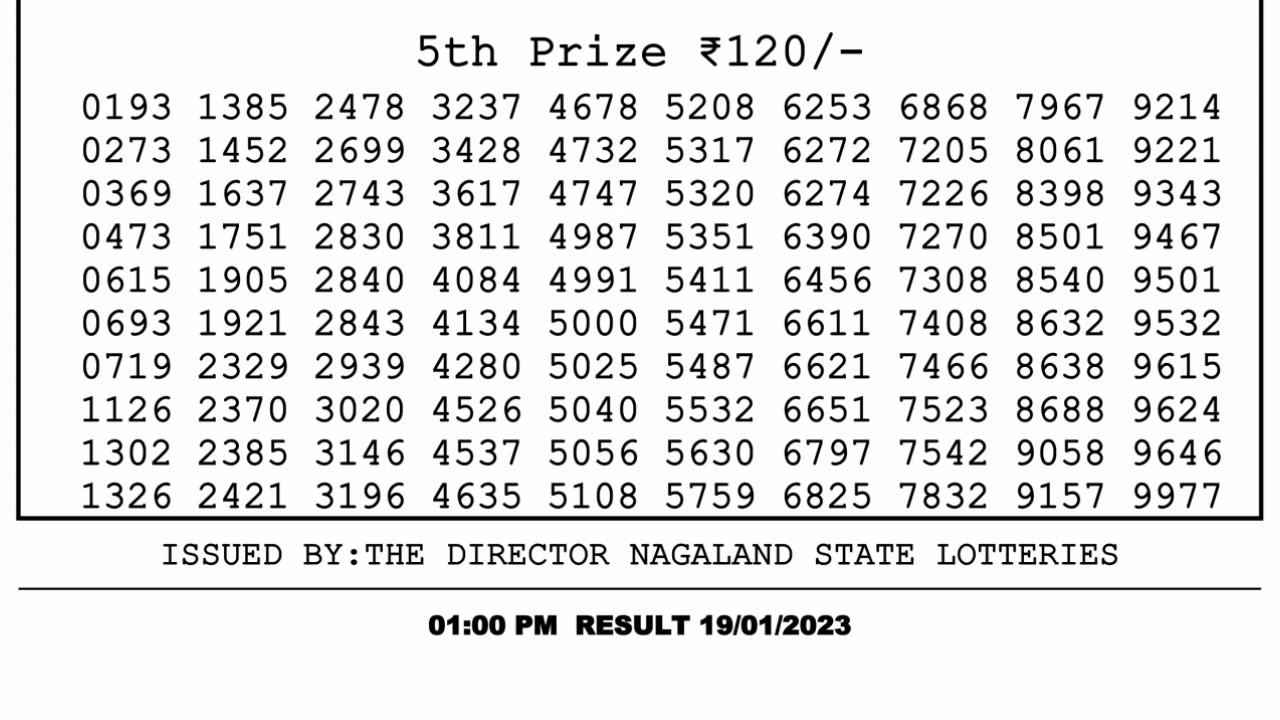 5th Prize ₹120/-
0193 1385 2478 3237 4678 5208 6253 6868 7967 9214
0273 1452 2699 3428 4732 5317 6272 7205 8061 9221
0369 1637 2743 3617 4747 5320 6274 7226 8398 9343
0473 1751 2830 3811 4987 5351 6390 7270 8501 9467
0615 1905 2840 4084 4991 5411 6456 7308 8540 9501
0693 1921 2843 4134 5000 5471 6611 7408 8632 9532
0719 2329 2939 4280 5025 5487 6621 7466 8638 9615
1126 2370 3020 4526 5040 5532 6651 7523 8688 9624
1302 2385 3146 4537 5056 5630 6797 7542 9058 9646
1326 2421 3196 4635 5108 5759 6825 7832 9157 9977
ISSUED BY:THE DIRECTOR NAGALAND STATE LOTTERIES
01:00 PM RESULT 19/01/2023